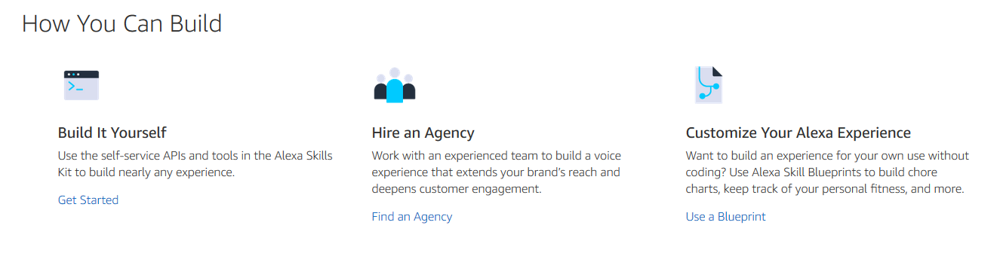 How You Can Build
Build It Yourself
Use the self-service APIs and tools in the Alexa Skills
Kit to build nearly any experience.
Get Started
Hire an Agency
Work with an experienced team to build a voice
experience that extends your brand’s reach and
deepens customer engagement.
Find an Agency
Customize Your Alexa Experience
Want to build an experience for your own use without
coding? Use Alexa Skill Blueprints to build chore
charts, keep track of your personal fitness, and more.
Use a Blueprint